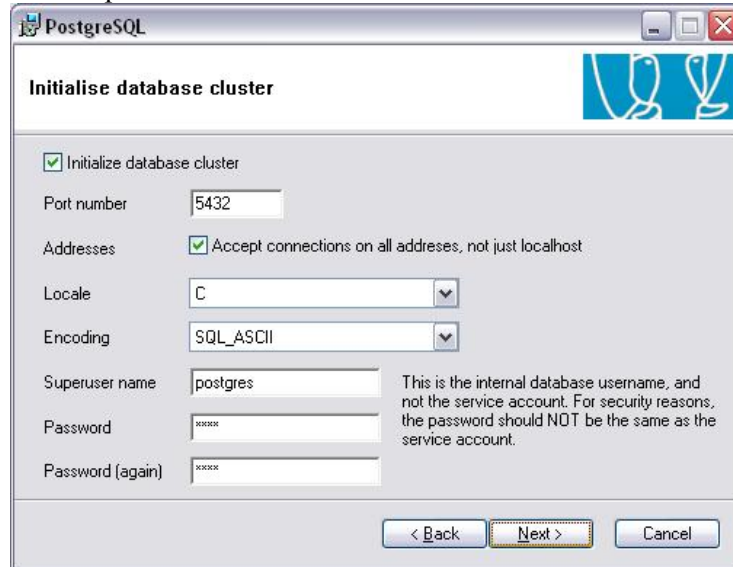 PostgreSQL
Initialise database cluster
Initialize database cluster
Port number 5432
Addresses Accept connections on all addreses, not just localhost
Locale C
Encoding SQL_ASCII
Superuser name postgres
This is the internal database username, and
not the service account. For security reasons,
the password should NOT be the same as the
service account.
Password ××××
Password (again) ××××
< Back Next > Cancel